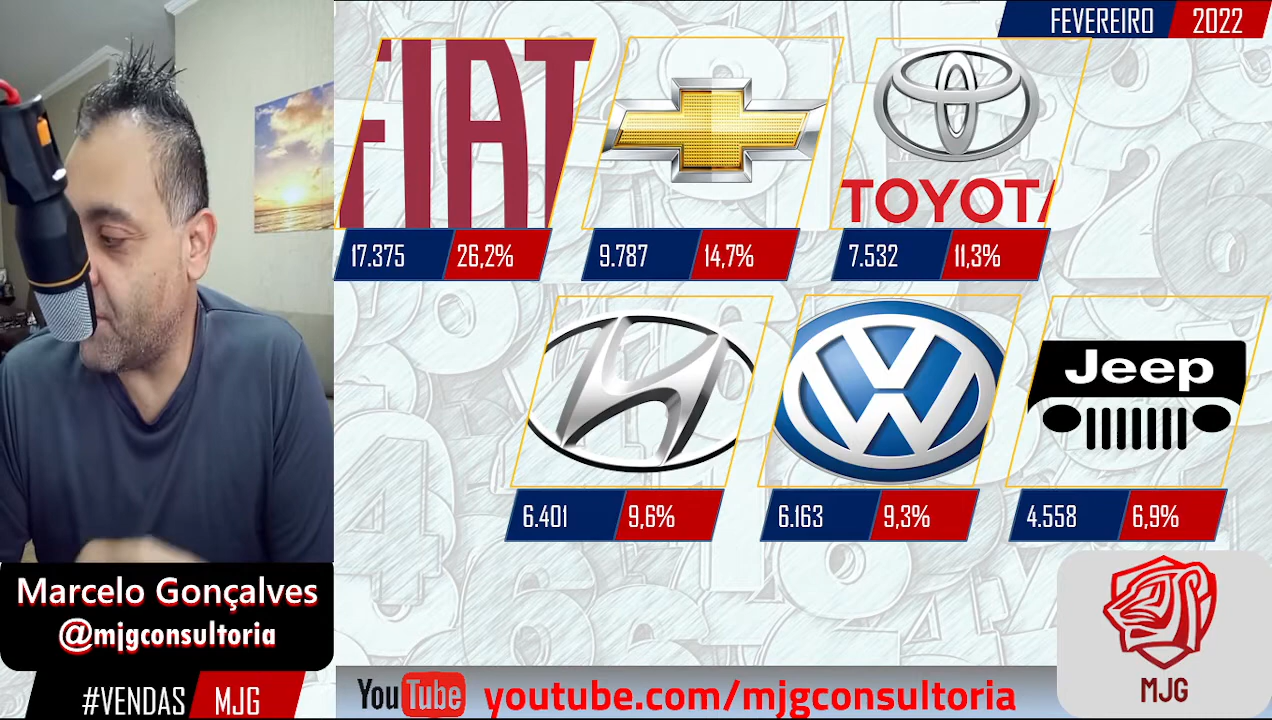 FEVEREIRO 2022
FIAT
TOYOTA
17.375 26,2%
9.787 14,7%
7.532 11,3%
Jeep
6.401 9,6%
6.163 9,3%
4.558 6,9%
Marcelo Gonçalves
@mjgconsultoria
#VENDAS MJG
YouTube youtube.com/mjgconsultoria
MJG